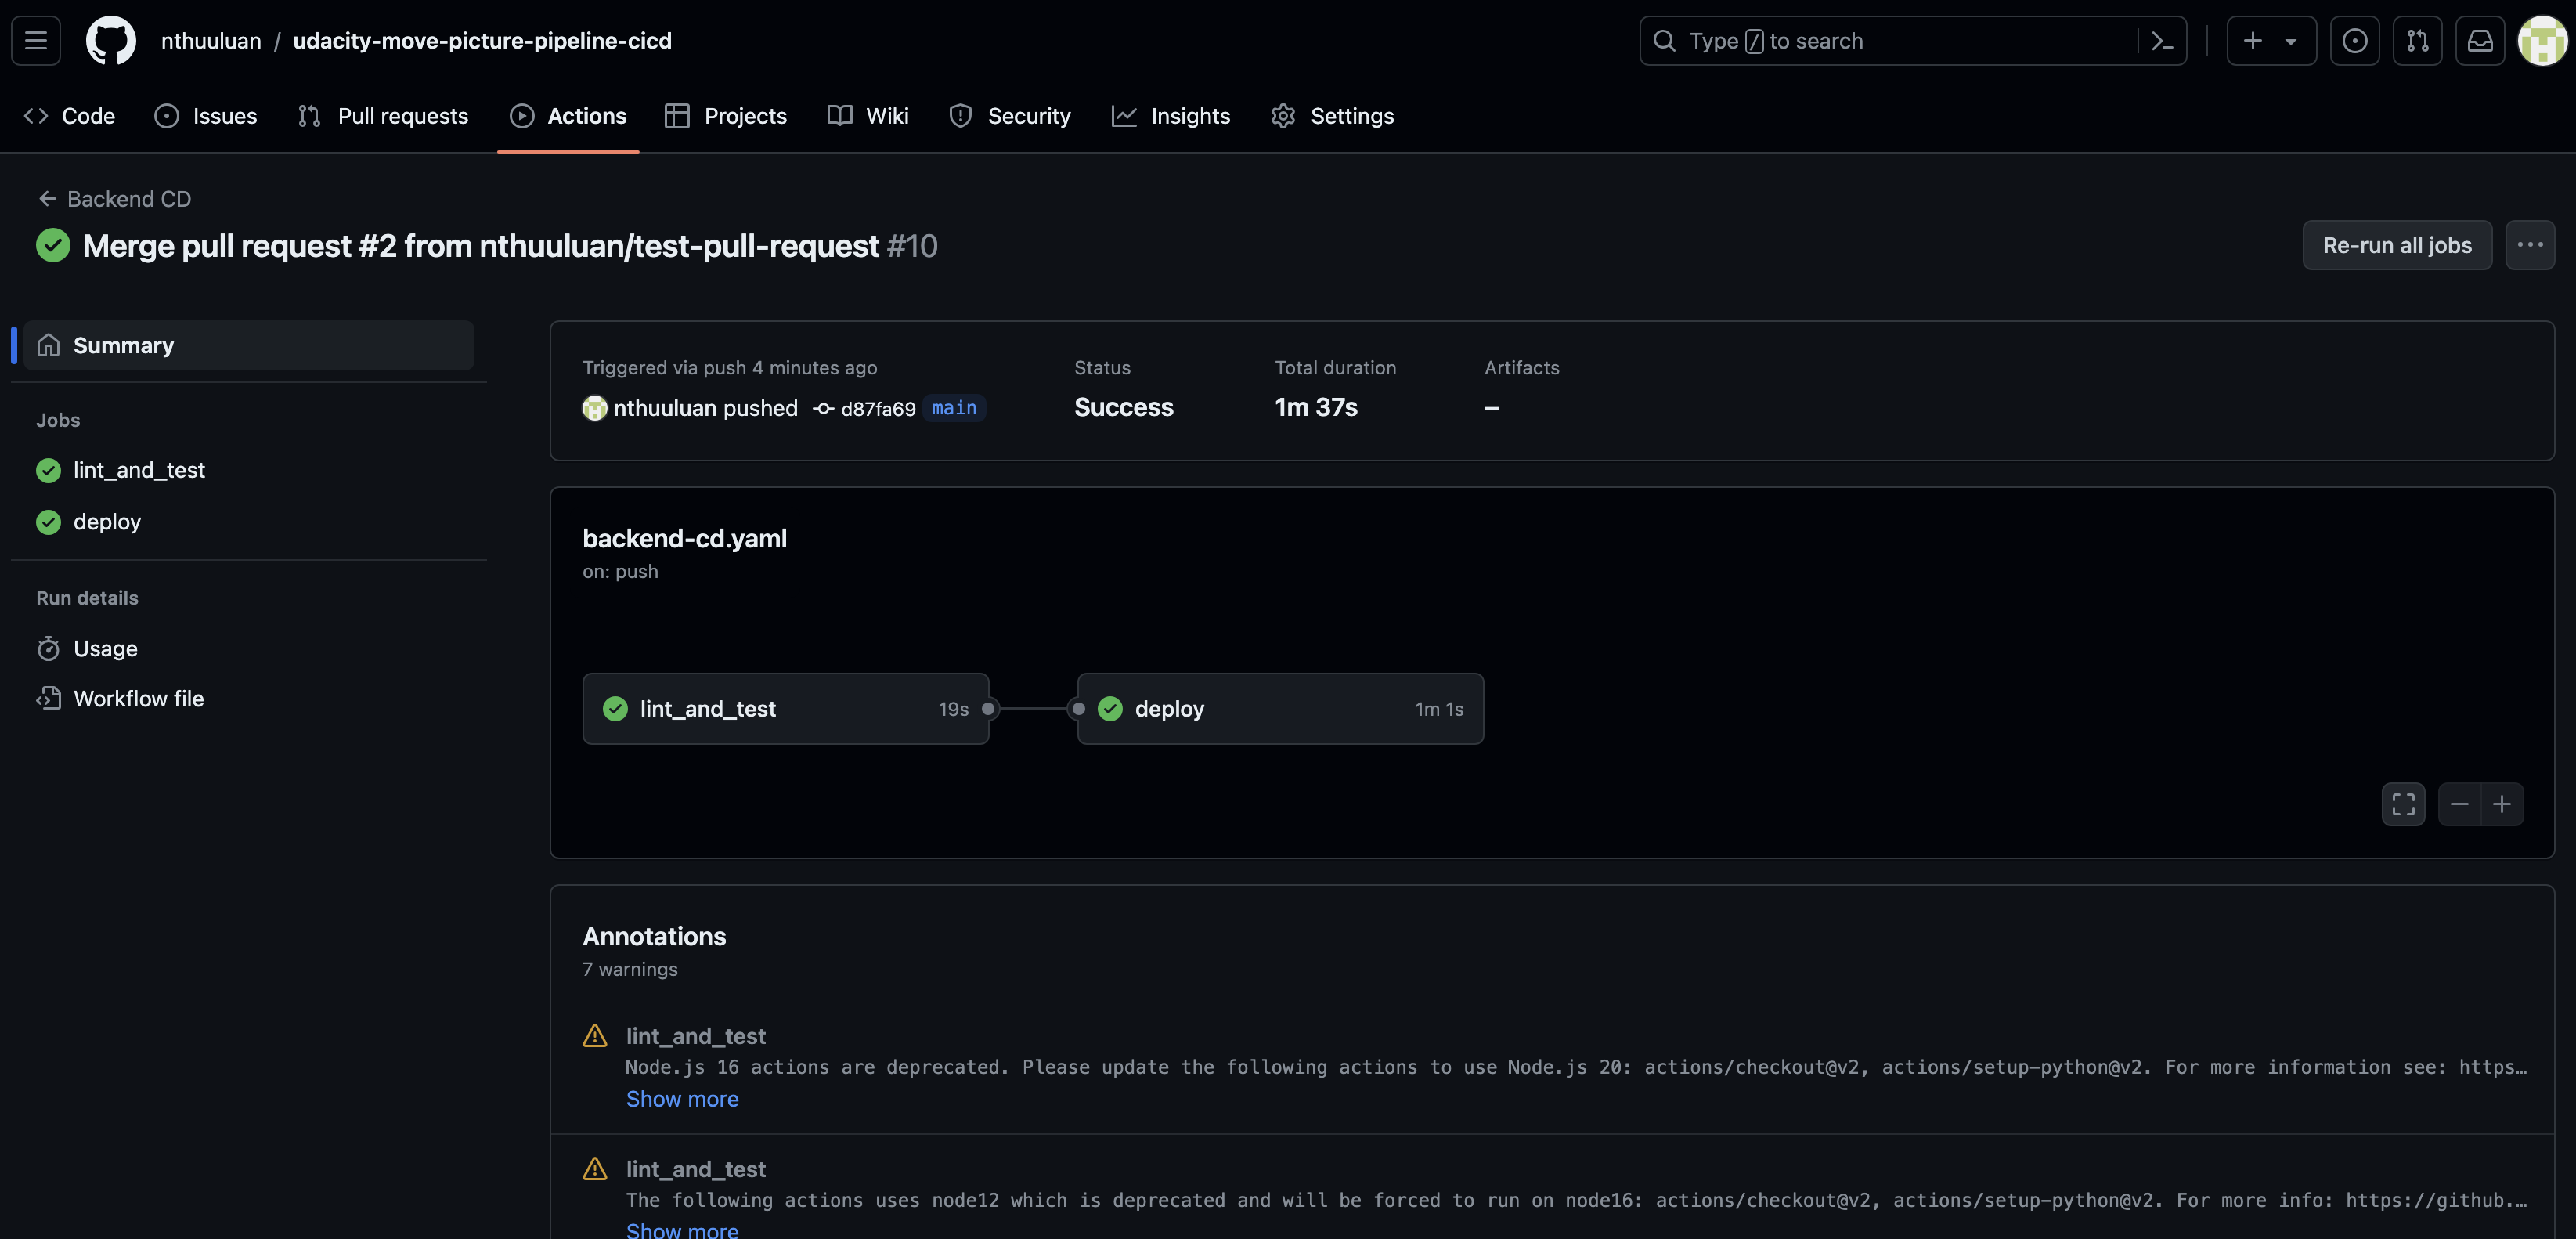 nthuuluan / udacity-move-picture-pipeline-cicd
Type / to search
Code
Issues
Pull requests
Actions
Projects
Wiki
Security
Insights
Settings
Backend CD
Merge pull request #2 from nthuuluan/test-pull-request #10
Re-run all jobs
Summary
Jobs
lint_and_test
deploy
Run details
Usage
Workflow file
Triggered via push 4 minutes ago
nthuuluan pushed d87fa69 main
Status
Success
Total duration
1m 37s
Artifacts
–
backend-cd.yaml
on: push
lint_and_test 19s
deploy 1m 1s
Annotations
7 warnings
lint_and_test
Node.js 16 actions are deprecated. Please update the following actions to use Node.js 20: actions/checkout@v2, actions/setup-python@v2. For more information see: https…
Show more
lint_and_test
The following actions uses node12 which is deprecated and will be forced to run on node16: actions/checkout@v2, actions/setup-python@v2. For more info: https://github.…
Show more